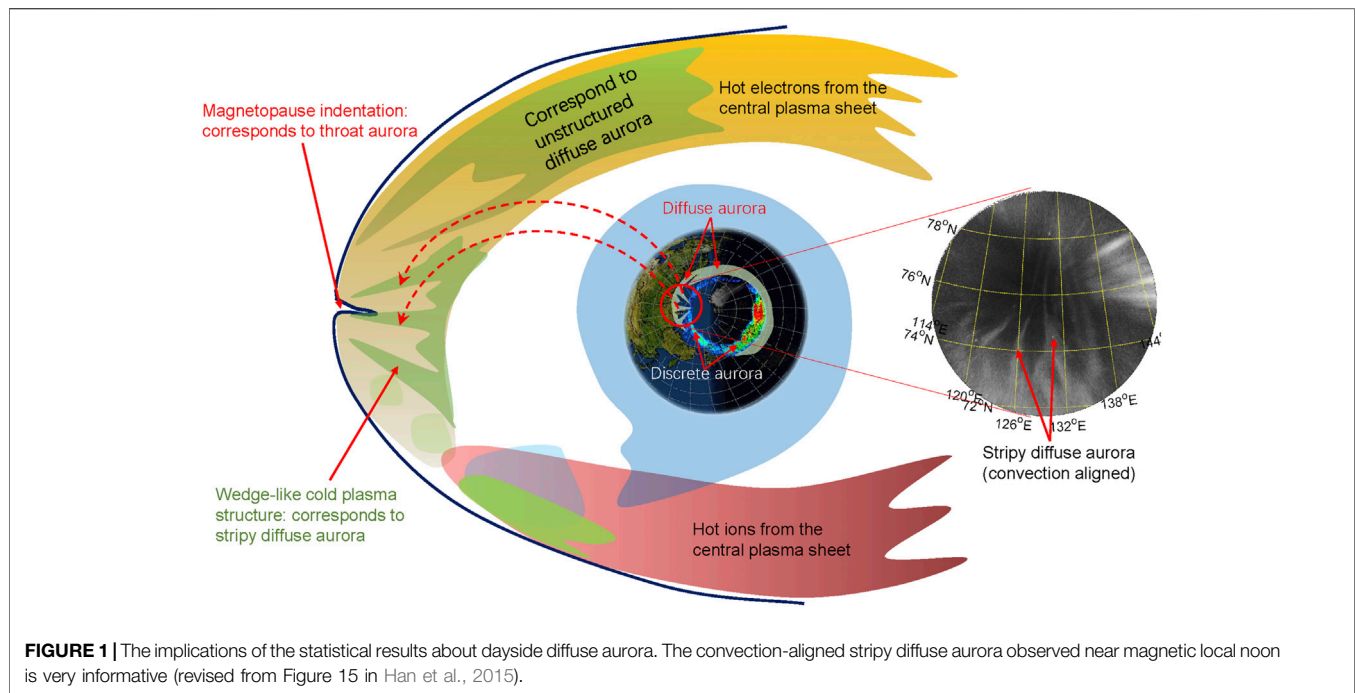 Magnetopause indentation:
corresponds to throat aurora
Correspond to
unstructured
diffuse aurora
Hot electrons from the
central plasma sheet
Diffuse aurora
Discrete aurora
78°N
76°N
114°E
74°N
120°E
72°N
126°E
132°E
138°E
144°E
Stripy diffuse aurora
(convection aligned)
Wedge-like cold plasma
structure: corresponds to
stripy diffuse aurora
Hot ions from the
central plasma sheet
FIGURE 1 | The implications of the statistical results about dayside diffuse aurora. The convection-aligned stripy diffuse aurora observed near magnetic local noon
is very informative (revised from Figure 15 in Han et al., 2015).